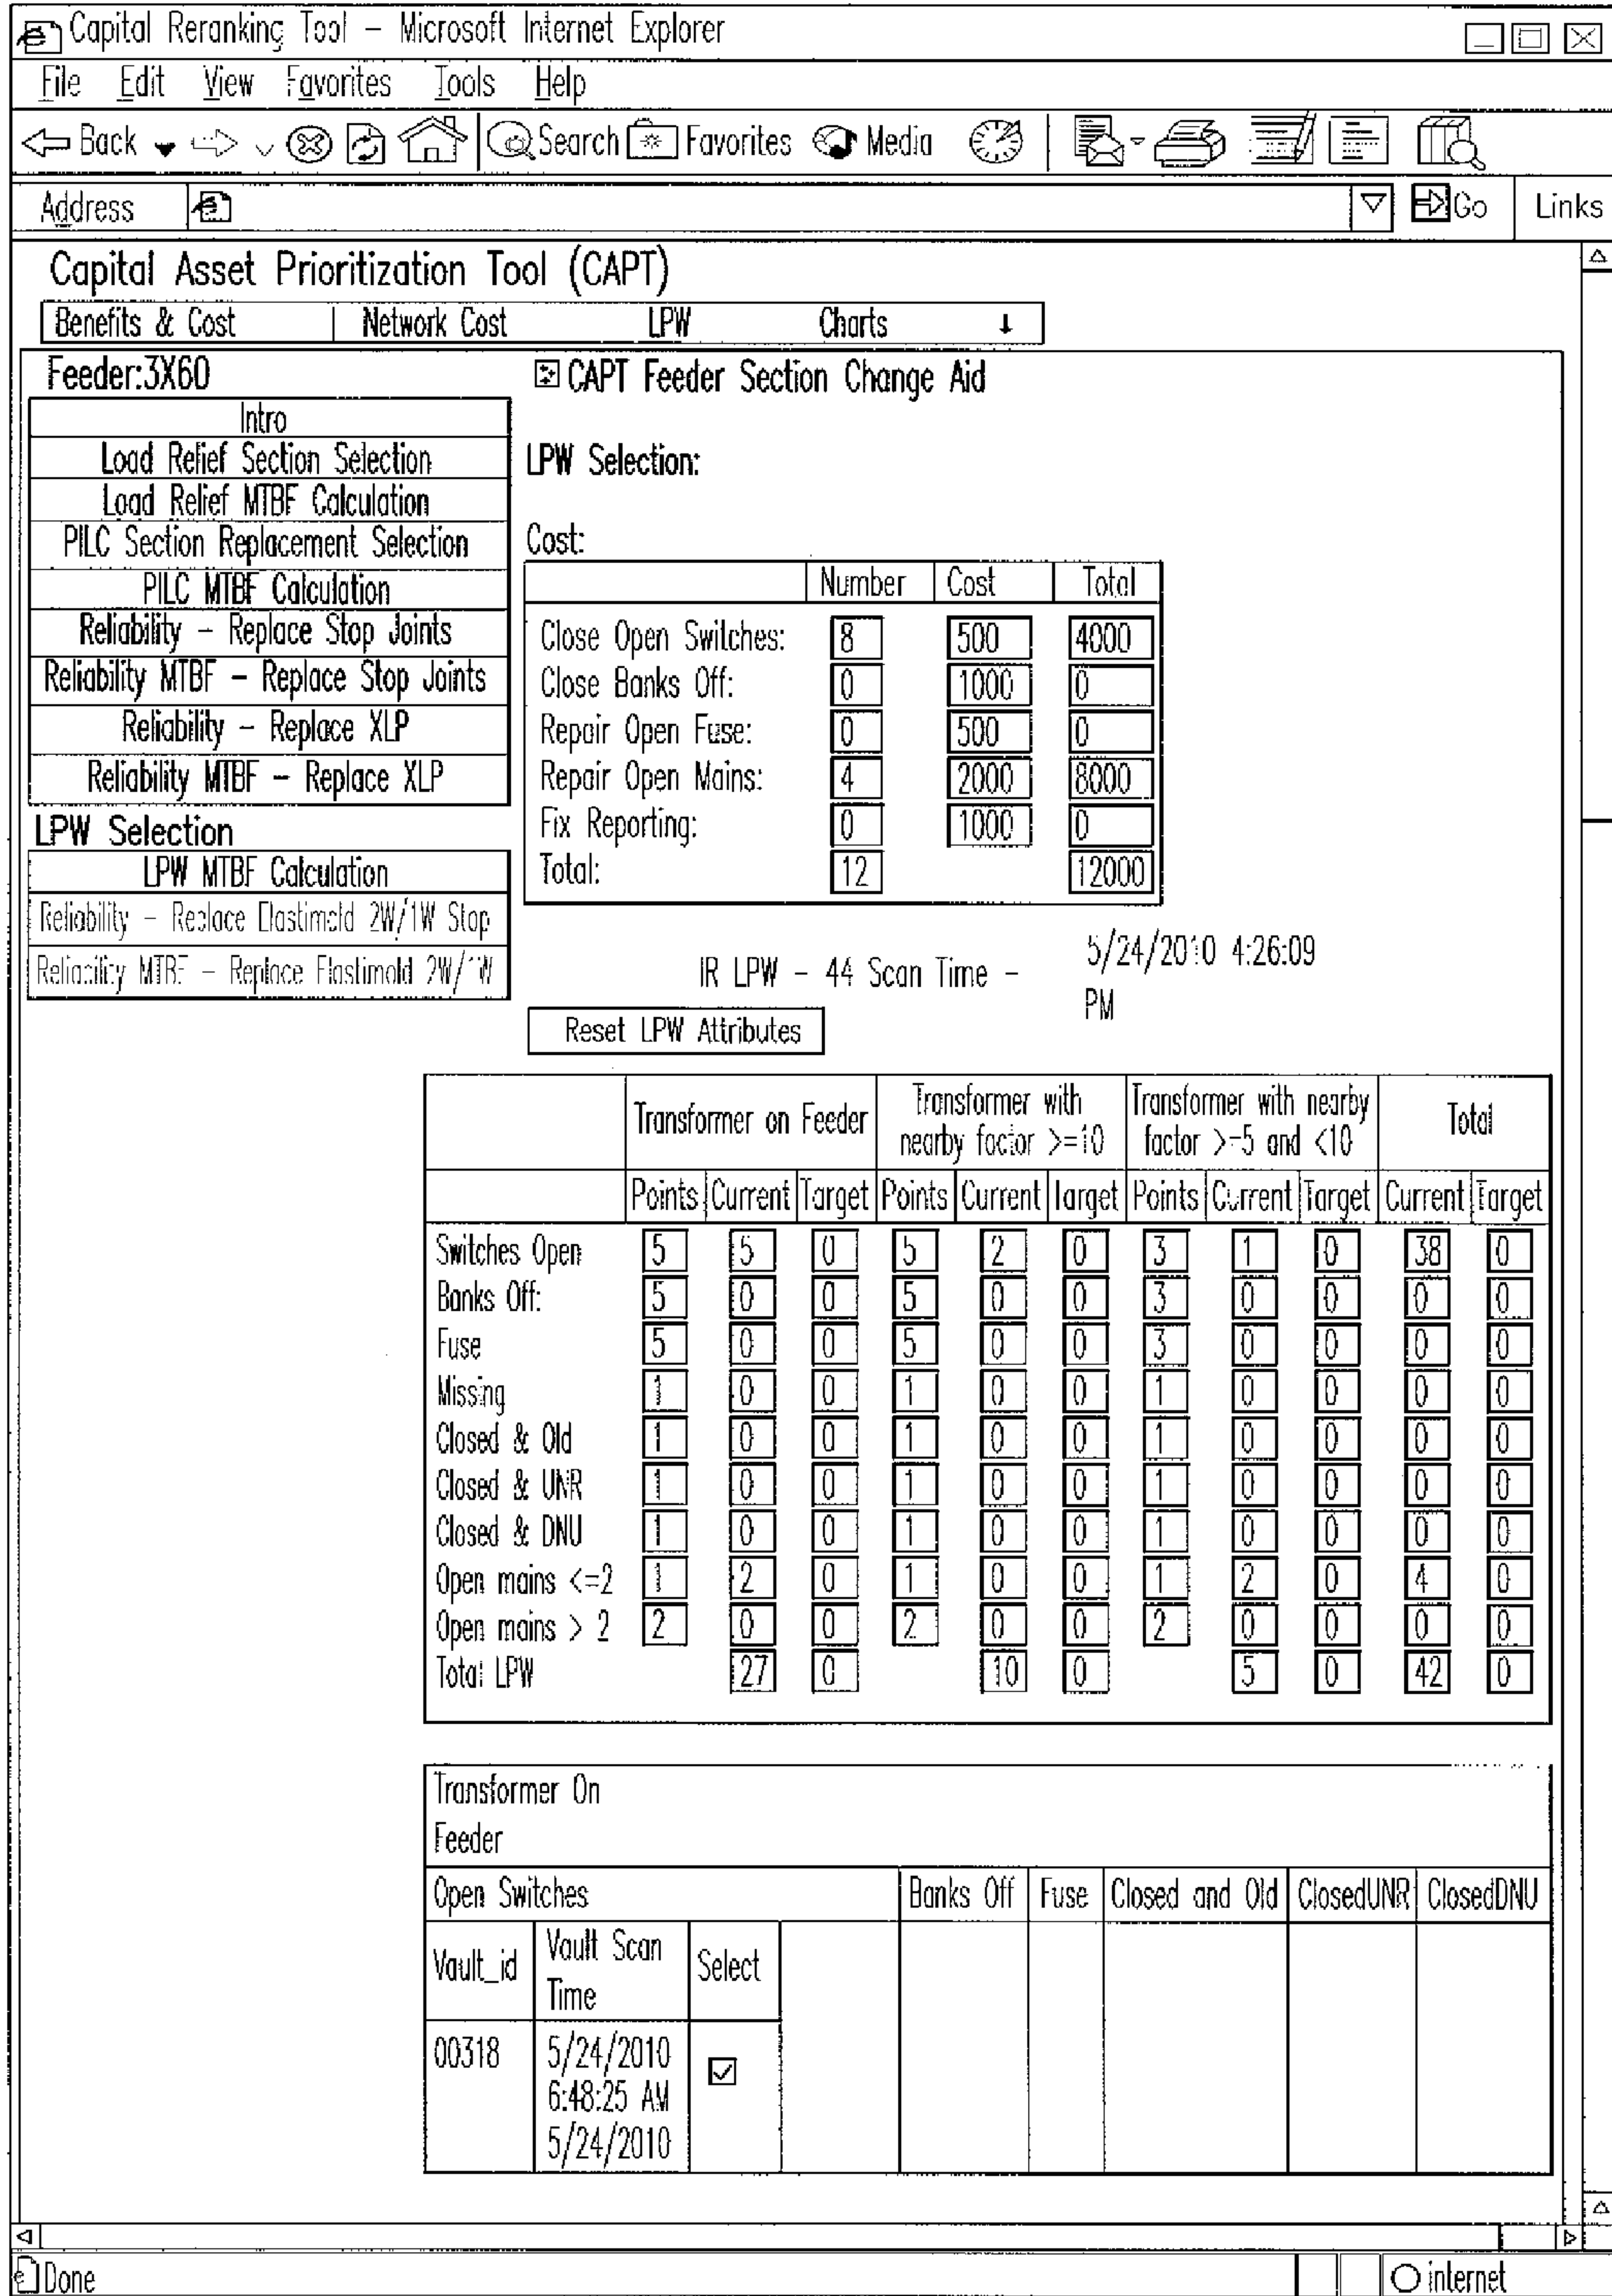 Capital Reranking Tool – Microsoft Internet Explorer
File Edit View Favorites Tools Help
Back Search Favorites Media
Address Go Links
Capital Asset Prioritization Tool (CAPT)
Benefits & Cost Network Cost LPW Charts
Feeder:3X60
Intro
Load Relief Section Selection
Load Relief MTBF Calculation
PILC Section Replacement Selection
PILC MTBF Calculation
Reliability – Replace Stop Joints
Reliability MTBF – Replace Stop Joints
Reliability – Replace XLP
Reliability MTBF – Replace XLP
LPW Selection
LPW MTBF Calculation
Reliability – Replace Elastimold 2W/1W Stop
Reliability MTBF – Replace Elastimold 2W/1W
CAPT Feeder Section Change Aid
LPW Selection:
Cost:
Number Cost Total
Close Open Switches: 8 500 4000
Close Banks Off: 0 1000 0
Repair Open Fuse: 0 500 0
Repair Open Mains: 4 2000 8000
Fix Reporting: 0 1000 0
Total: 12 12000
IR LPW – 44 Scan Time – 5/24/2010 4:26:09
PM
Reset LPW Attributes
Transformer on Feeder Transformer with nearby factor >=10 Transformer with nearby factor >=5 and <10 Total
Points Current Target Points Current Target Points Current Target Current Target
Switches Open 5 5 0 5 2 0 3 1 0 38 0
Banks Off: 5 0 0 5 0 0 3 0 0 0 0
Fuse 5 0 0 5 0 0 3 0 0 0 0
Missing 1 0 0 1 0 0 1 0 0 0 0
Closed & Old 1 0 0 1 0 0 1 0 0 0 0
Closed & UNR 1 0 0 1 0 0 1 0 0 0 0
Closed & DNU 1 0 0 1 0 0 1 0 0 0 0
Open mains <=2 1 2 0 1 0 0 1 2 0 4 0
Open mains > 2 2 0 0 2 0 0 2 0 0 0 0
Total LPW 27 0 10 0 5 0 42 0
Transformer On
Feeder
Open Switches Banks Off Fuse Closed and Old ClosedUNR ClosedDNU
Vault_id Vault Scan Time Select
00318 5/24/2010
6:48:25 AM
5/24/2010
Done internet